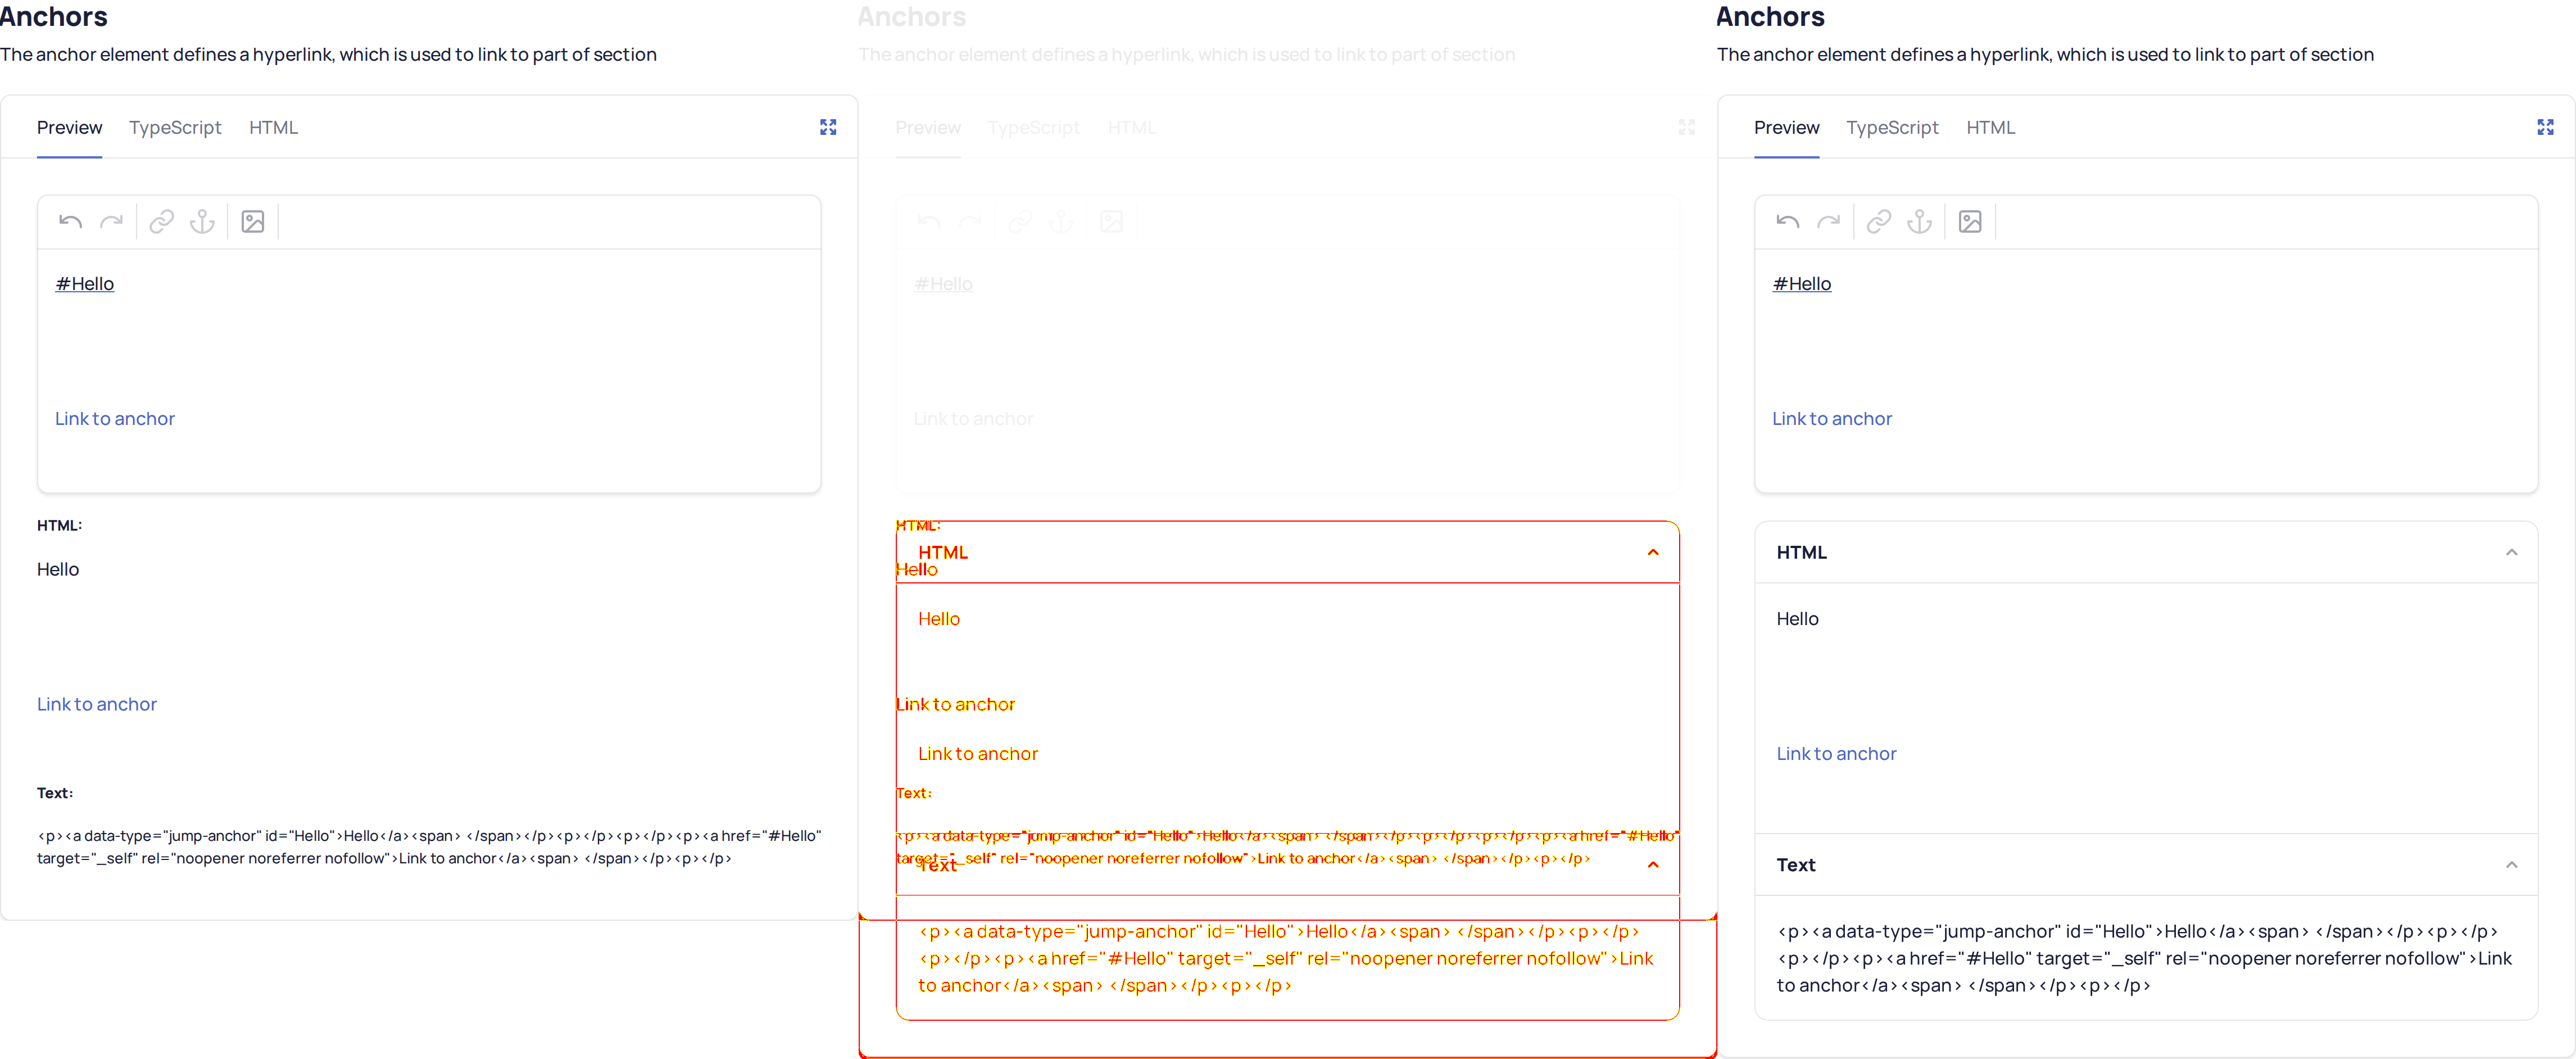 Anchors
The anchor element defines a hyperlink, which is used to link to part of section
Preview TypeScript HTML
#Hello
Link to anchor
HTML:
Hello
Link to anchor
Text:
<p><a data-type="jump-anchor" id="Hello">Hello</a><span> </span></p><p></p><p></p><p><a href="#Hello"
target="_self" rel="noopener noreferrer nofollow">Link to anchor</a><span> </span></p><p></p>
Anchors
The anchor element defines a hyperlink, which is used to link to part of section
Preview TypeScript HTML
#Hello
Link to anchor
HTML:
HTML
Hello
Hello
Link to anchor
Link to anchor
Text:
<p><a data-type="jump-anchor" id="Hello">Hello</a><span> </span></p><p></p><p></p><p><a href="#Hello"
target="_self" rel="noopener noreferrer nofollow">Link to anchor</a><span> </span></p><p></p>
Text
<p><a data-type="jump-anchor" id="Hello">Hello</a><span> </span></p><p></p>
<p></p><p><a href="#Hello" target="_self" rel="noopener noreferrer nofollow">Link
to anchor</a><span> </span></p><p></p>
Anchors
The anchor element defines a hyperlink, which is used to link to part of section
Preview TypeScript HTML
#Hello
Link to anchor
HTML
Hello
Link to anchor
Text
<p><a data-type="jump-anchor" id="Hello">Hello</a><span> </span></p><p></p>
<p></p><p><a href="#Hello" target="_self" rel="noopener noreferrer nofollow">Link
to anchor</a><span> </span></p><p></p>